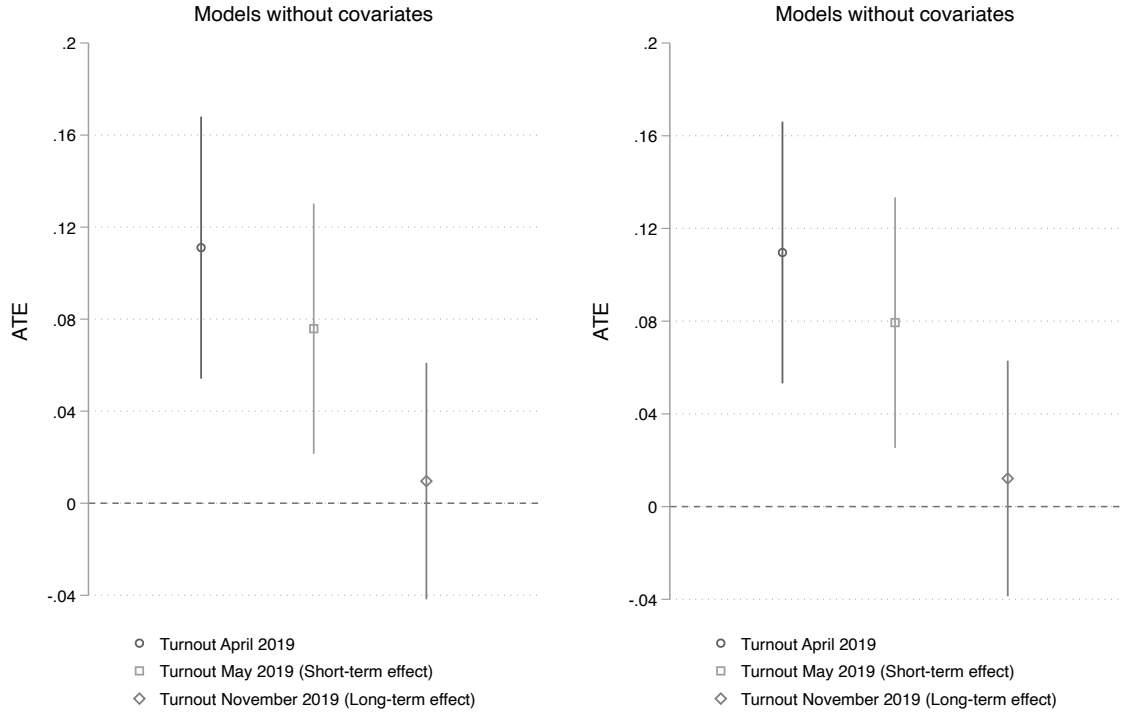 Models without covariates
.2
.16
.12
.08
.04
0
-.04
ATE
Turnout April 2019
Turnout May 2019 (Short-term effect)
Turnout November 2019 (Long-term effect)
Models without covariates
.2
.16
.12
.08
.04
0
-.04
ATE
Turnout April 2019
Turnout May 2019 (Short-term effect)
Turnout November 2019 (Long-term effect)